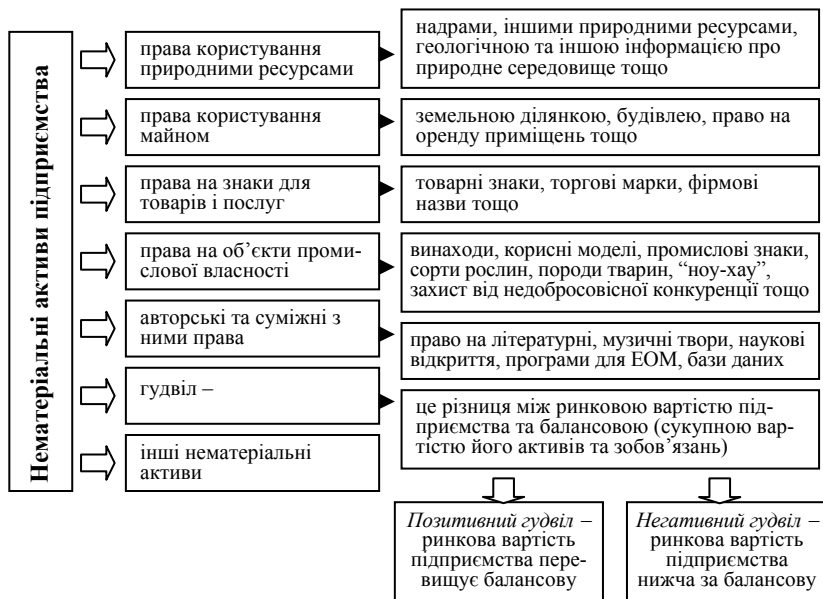 Нематеріальні активи підприємства
права користування
природними ресурсами
надрами, іншими природними ресурсами,
геологічною та іншою інформацією про
природне середовище тощо
права користування
майном
земельною ділянкою, будівлею, право на
оренду приміщень тощо
права на знаки для
товарів і послуг
товарні знаки, торгові марки, фірмові
назви тощо
права на об’єкти проми-
слової власності
винаходи, корисні моделі, промислові знаки,
сорти рослин, породи тварин, “ноу-хау”,
захист від недобросовісної конкуренції тощо
авторські та суміжні з
ними права
право на літературні, музичні твори, наукові
відкриття, програми для ЕОМ, бази даних
гудвіл –
це різниця між ринковою вартістю під-
приємства та балансовою (сукупною вар-
тістю його активів та зобов’язань)
інші нематеріальні
активи
Позитивний гудвіл –
ринкова вартість
підприємства пере-
вищує балансову
Негативний гудвіл –
ринкова вартість
підприємства
нижча за балансову